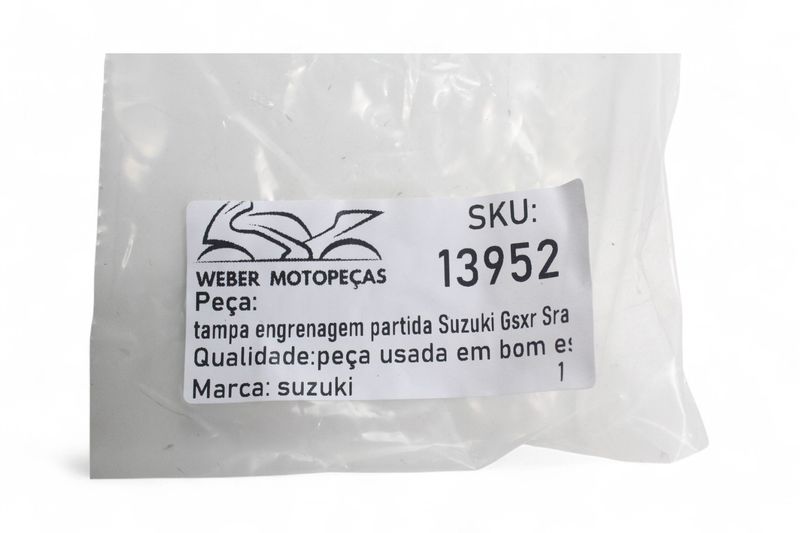 SKU:
13952
WEBER MOTOPEÇAS
Peça:
tampa engrenagem partida Suzuki Gsxr Sra
Qualidade:peça usada em bom es
Marca: suzuki
1